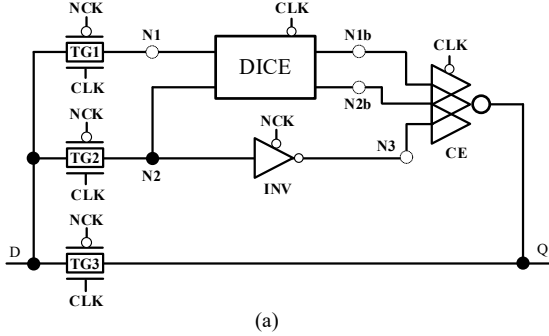 NCK
TG1
CLK
N1
CLK
DICE
N1b
N2b
CLK
CE
NCK
TG2
CLK
N2
NCK
INV
N3
NCK
D
TG3
CLK
Q
(a)